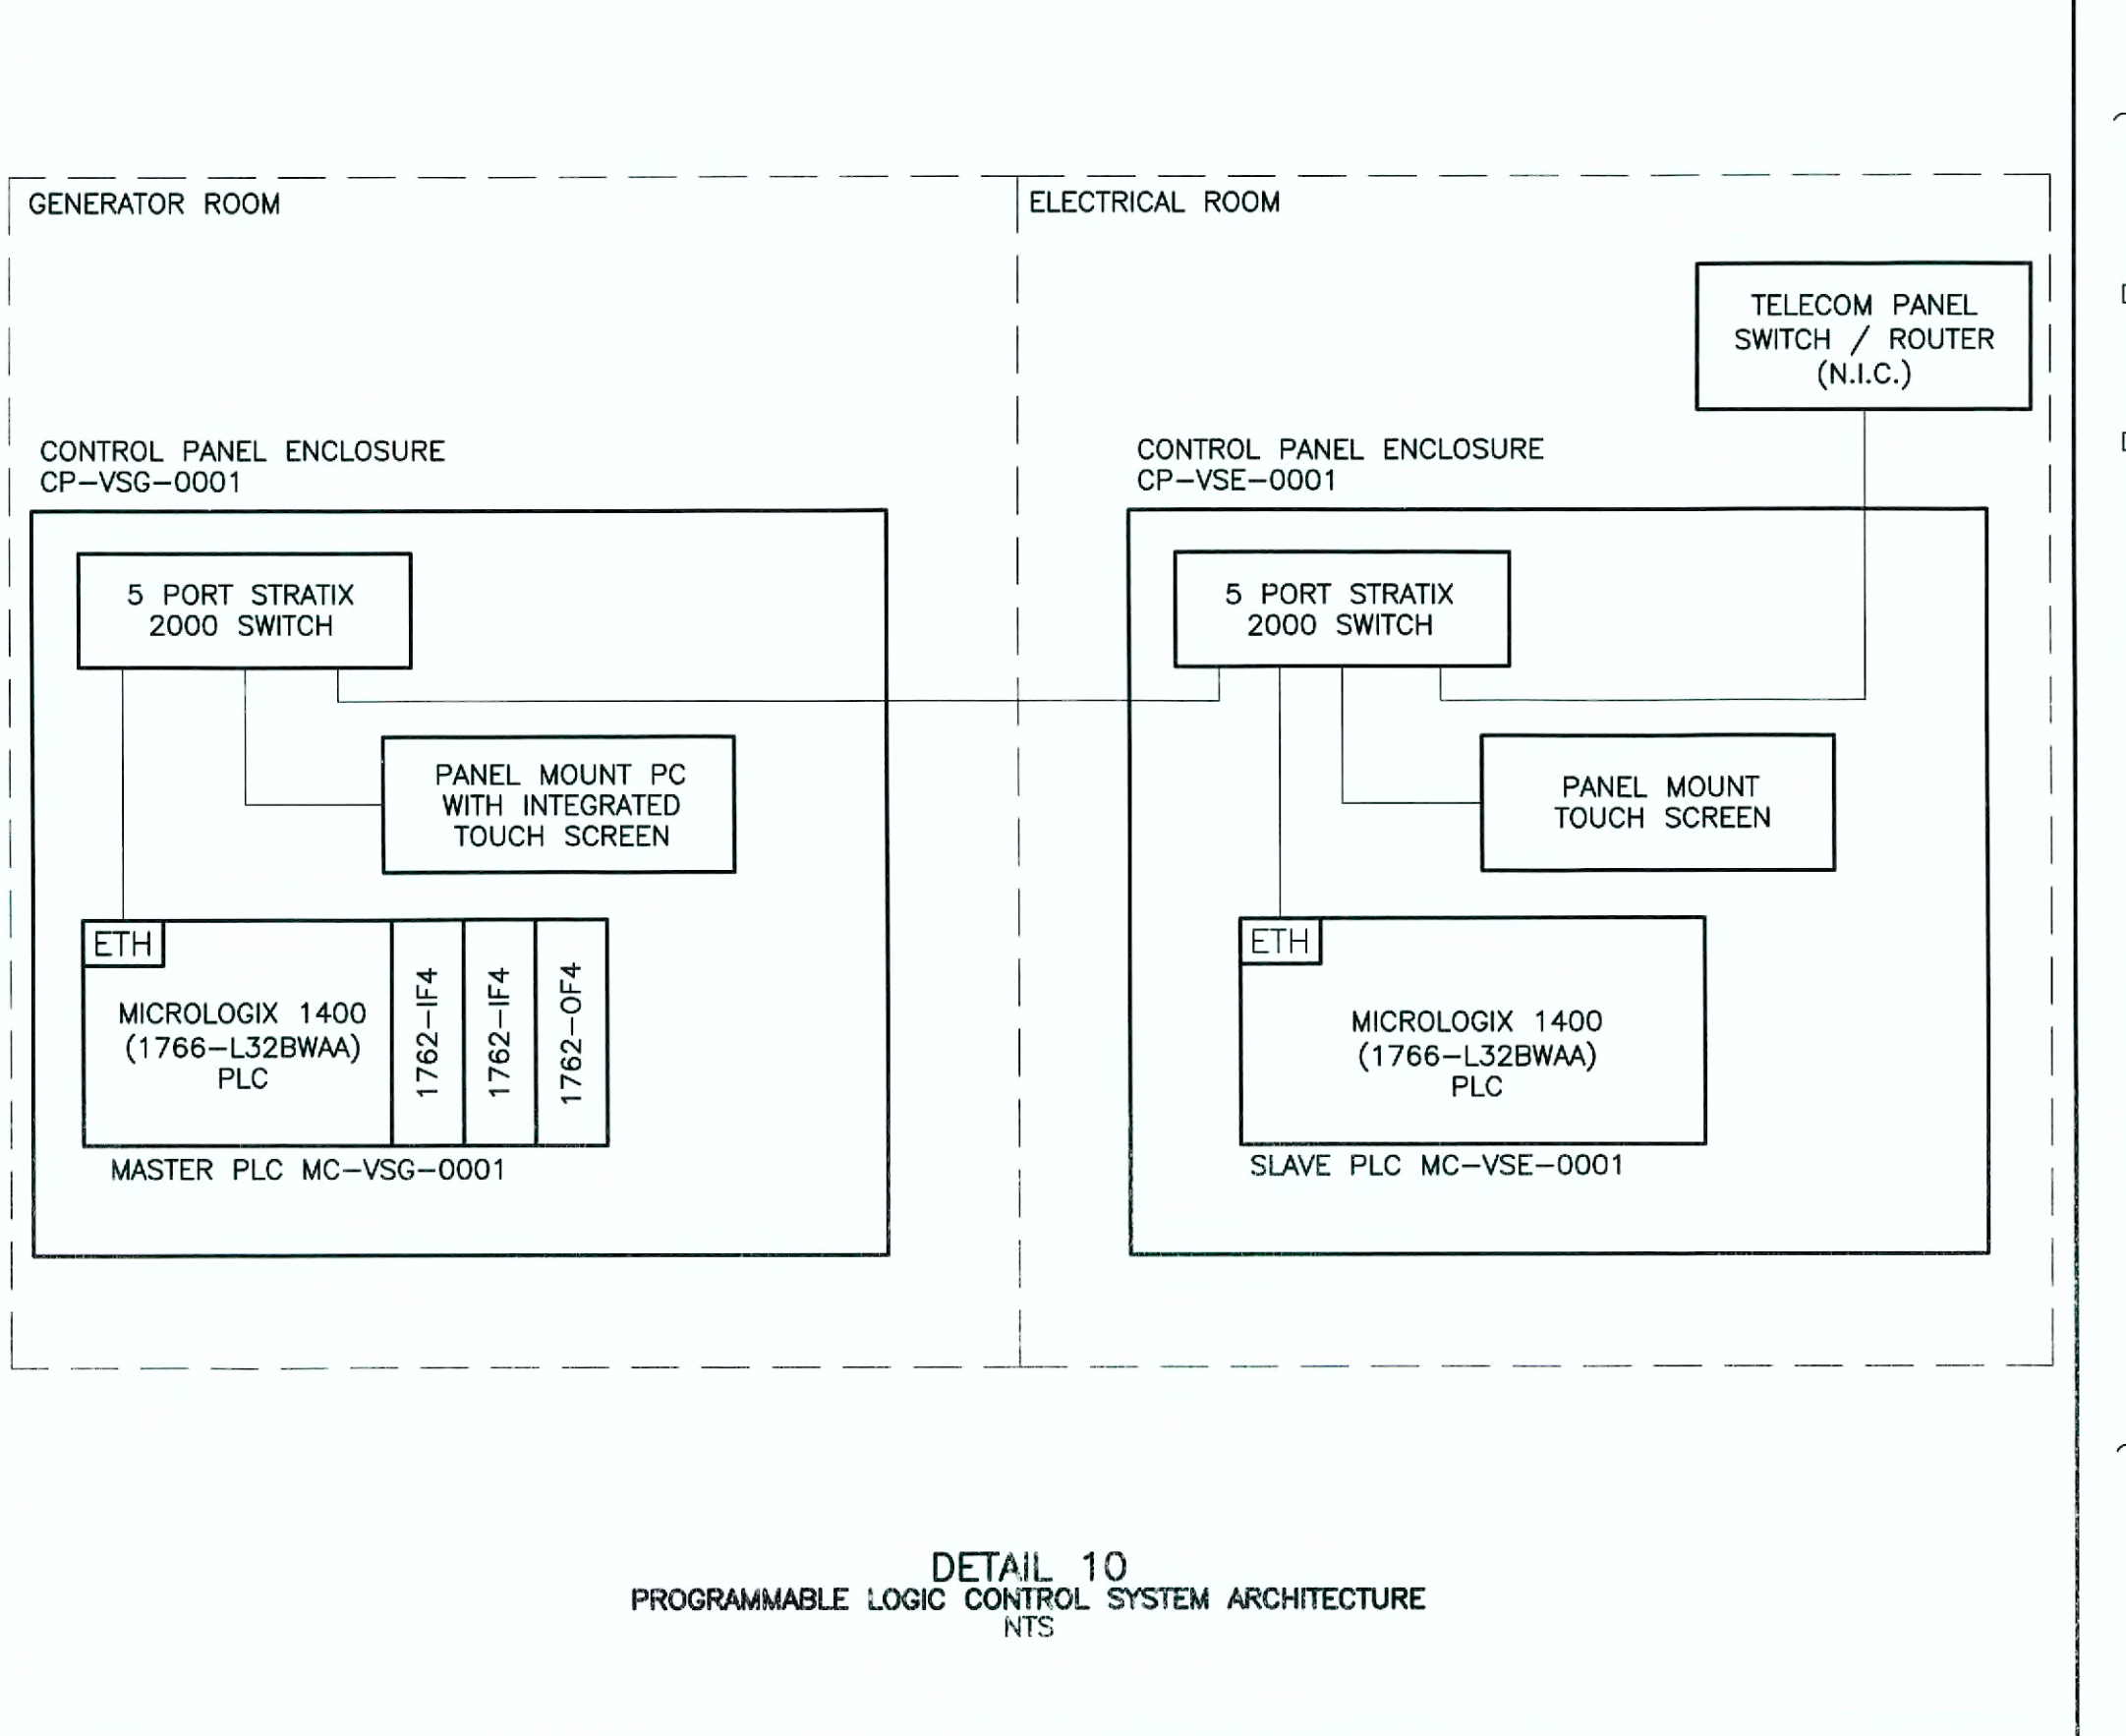 GENERATOR ROOM
ELECTRICAL ROOM
TELECOM PANEL
SWITCH / ROUTER
(N.I.C.)
CONTROL PANEL ENCLOSURE
CP-VSG-0001
CONTROL PANEL ENCLOSURE
CP-VSE-0001
5 PORT STRATIX
2000 SWITCH
5 PORT STRATIX
2000 SWITCH
PANEL MOUNT PC
WITH INTEGRATED
TOUCH SCREEN
PANEL MOUNT
TOUCH SCREEN
ETH
MICROLOGIX 1400
(1766-L32BWAA)
PLC
1762-IF4
1762-IF4
1762-OF4
MASTER PLC MC-VSG-0001
ETH
MICROLOGIX 1400
(1766-L32BWAA)
PLC
SLAVE PLC MC-VSE-0001
DETAIL 10
PROGRAMMABLE LOGIC CONTROL SYSTEM ARCHITECTURE
NTS